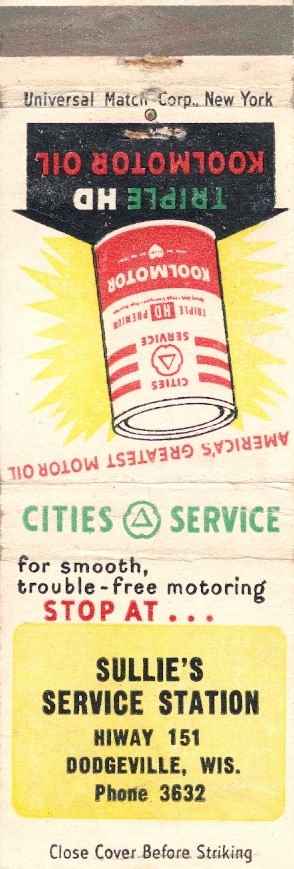 Universal Match Corp., New York
TRIPLE HD
KOOLMOTOR OIL
CITIES
SERVICE
TRIPLE HD PREMIUM
KOOLMOTOR
AMERICA'S GREATEST MOTOR OIL
CITIES SERVICE
for smooth,
trouble-free motoring
STOP AT...
SULLIE'S
SERVICE STATION
HIWAY 151
DODGEVILLE, WIS.
Phone 3632
Close Cover Before Striking